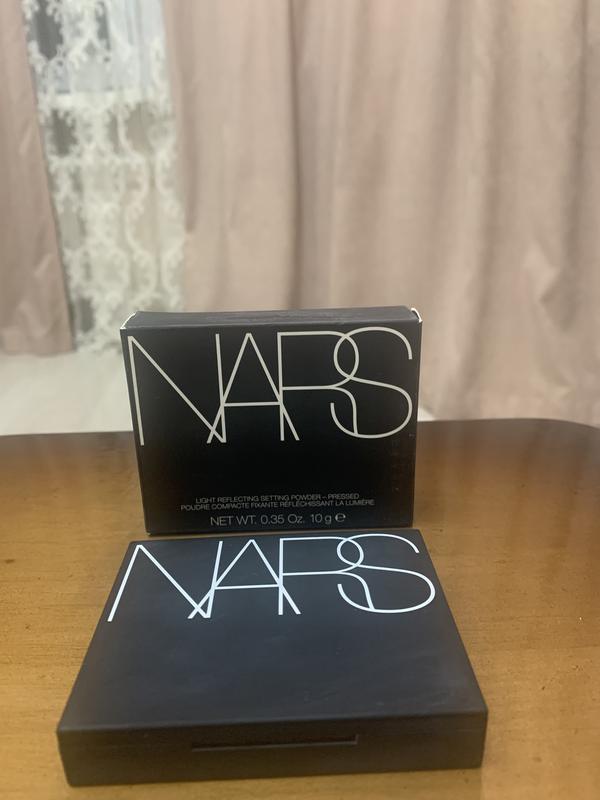 NARS
LIGHT REFLECTING SETTING POWDER – PRESSED
POUDRE COMPACTE FIXANTE RÉFLÉCHISSANT LA LUMIÈRE
NET WT. 0.35 Oz. 10 g ℮
NARS